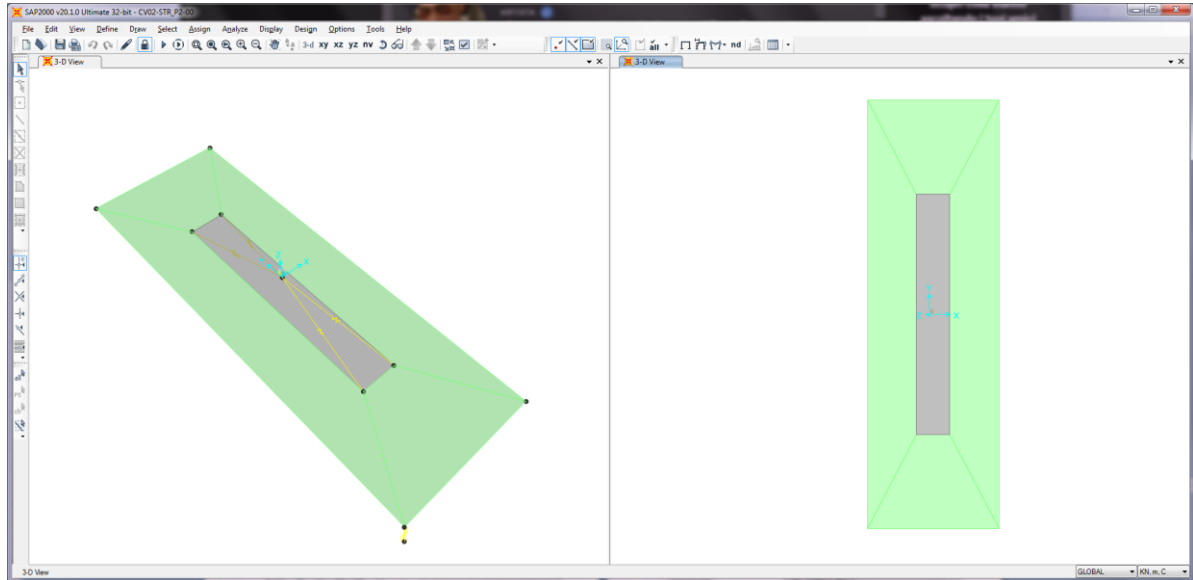 SAP2000 v20.1.0 Ultimate 32-bit - CV02-STR_P2-00
File Edit View Define Draw Select Assign Analyze Display Design Options Tools Help
3-d xy xz yz nv all nd
3-D View
3-D View
Z X
Y
Z X
3-D View GLOBAL KN, m, C